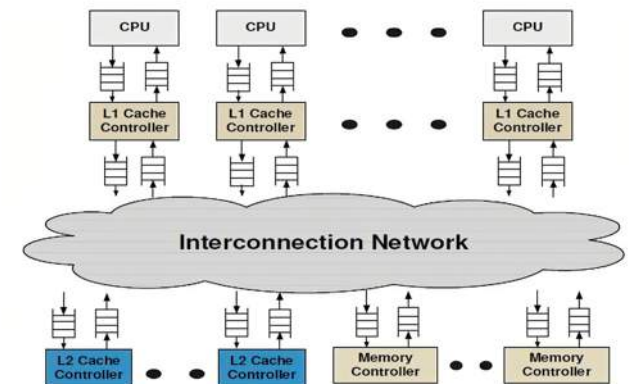 CPU
CPU
CPU
L1 Cache
Controller
L1 Cache
Controller
L1 Cache
Controller
Interconnection Network
L2 Cache
Controller
L2 Cache
Controller
Memory
Controller
Memory
Controller